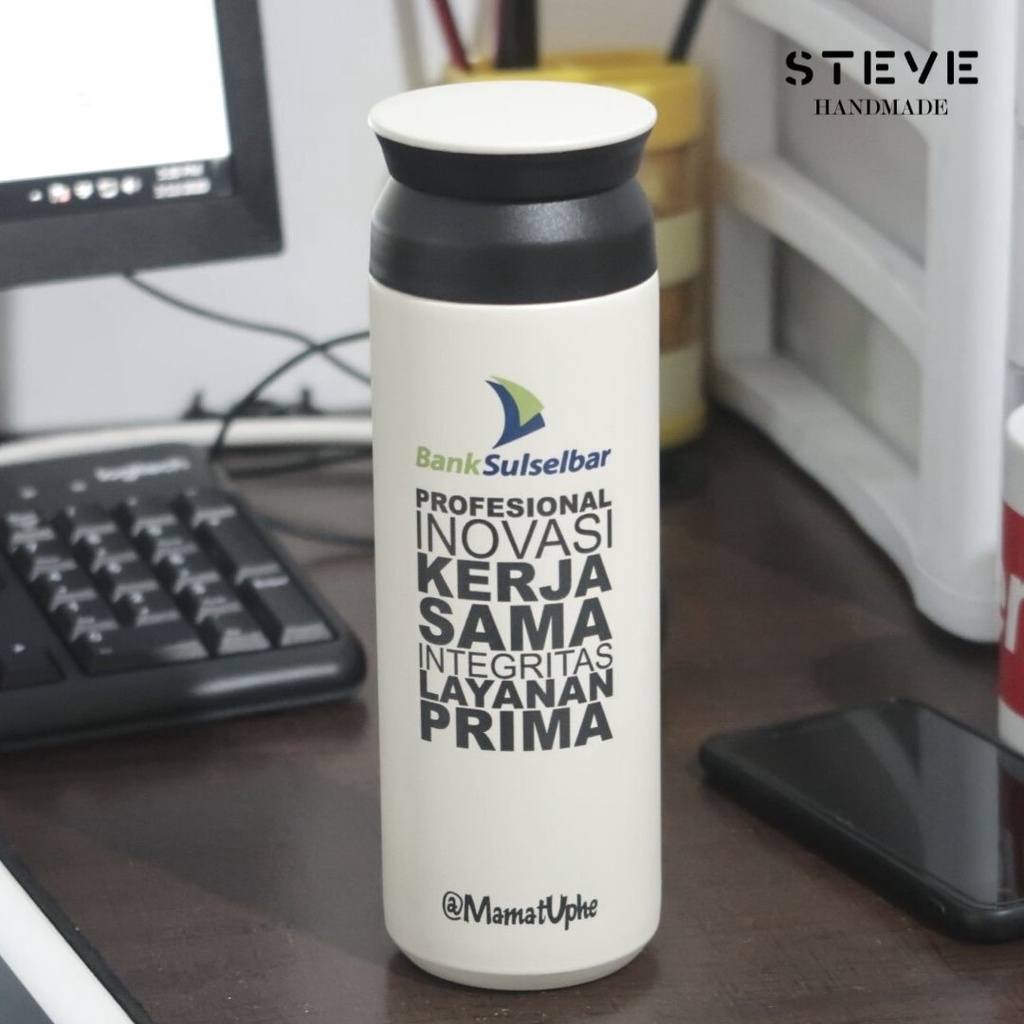 STEVE
HANDMADE
logitech
BankSulselbar
PROFESIONAL
INOVASI
KERJA
SAMA
INTEGRITAS
LAYANAN
PRIMA
@MamatUphe